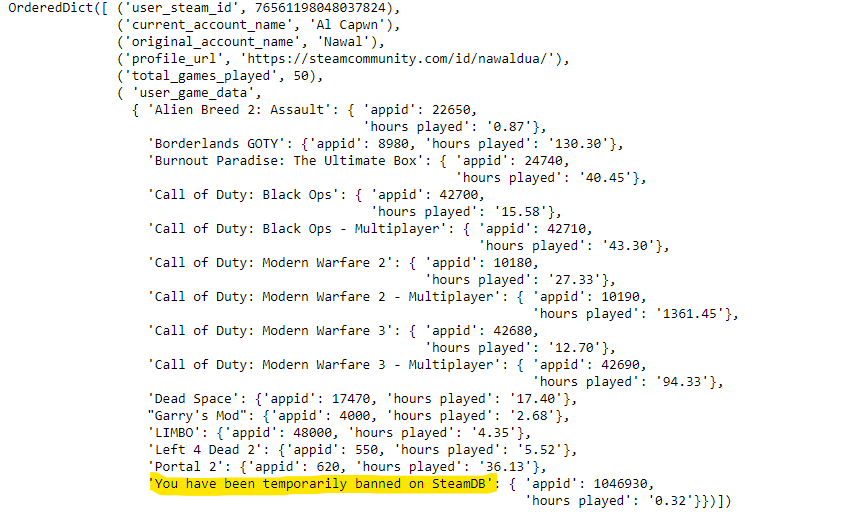 OrderedDict([ ('user_steam_id', 76561198048037824),
('current_account_name', 'Al Capwn'),
('original_account_name', 'Nawal'),
('profile_url', 'https://steamcommunity.com/id/nawaldua/'),
('total_games_played', 50),
( 'user_game_data',
{ 'Alien Breed 2: Assault': { 'appid': 22650,
'hours played': '0.87'},
'Borderlands GOTY': {'appid': 8980, 'hours played': '130.30'},
'Burnout Paradise: The Ultimate Box': { 'appid': 24740,
'hours played': '40.45'},
'Call of Duty: Black Ops': { 'appid': 42700,
'hours played': '15.58'},
'Call of Duty: Black Ops - Multiplayer': { 'appid': 42710,
'hours played': '43.30'},
'Call of Duty: Modern Warfare 2': { 'appid': 10180,
'hours played': '27.33'},
'Call of Duty: Modern Warfare 2 - Multiplayer': { 'appid': 10190,
'hours played': '1361.45'},
'Call of Duty: Modern Warfare 3': { 'appid': 42680,
'hours played': '12.70'},
'Call of Duty: Modern Warfare 3 - Multiplayer': { 'appid': 42690,
'hours played': '94.33'},
'Dead Space': {'appid': 17470, 'hours played': '17.40'},
"Garry's Mod": {'appid': 4000, 'hours played': '2.68'},
'LIMBO': {'appid': 48000, 'hours played': '4.35'},
'Left 4 Dead 2': {'appid': 550, 'hours played': '5.52'},
'Portal 2': {'appid': 620, 'hours played': '36.13'},
'You have been temporarily banned on SteamDB': { 'appid': 1046930,
'hours played': '0.32'}})])